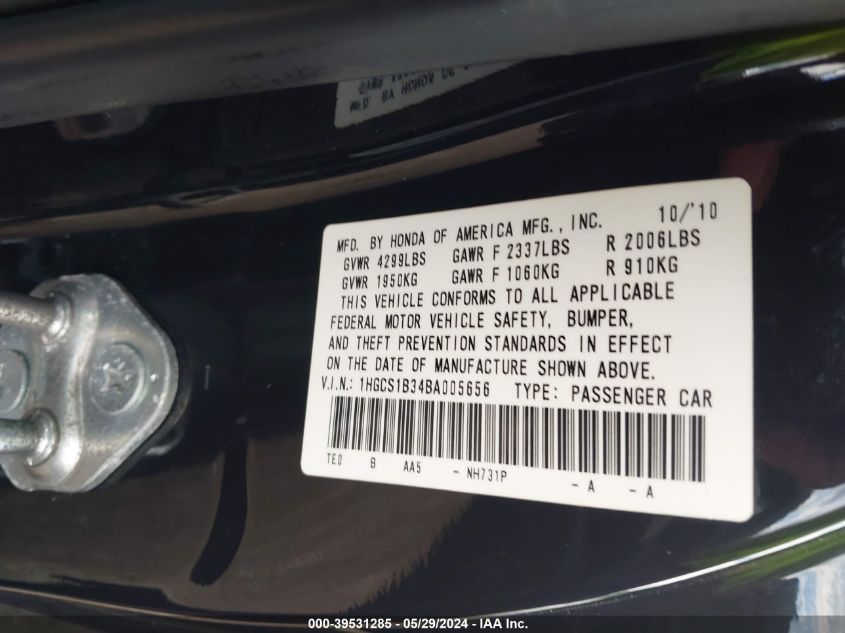 MFD. BY HONDA OF AMERICA MFG., INC. 10/'10
GVWR 4299LBS GAWR F 2337LBS R 2006LBS
GVWR 1950KG GAWR F 1060KG R 910KG
THIS VEHICLE CONFORMS TO ALL APPLICABLE
FEDERAL MOTOR VEHICLE SAFETY, BUMPER,
AND THEFT PREVENTION STANDARDS IN EFFECT
ON THE DATE OF MANUFACTURE SHOWN ABOVE.
V.I.N.: 1HGCS1B34BA005656 TYPE: PASSENGER CAR
TE0 B AA5 - NH731P - A - A
000-39531285 - 05/29/2024 - IAA Inc.